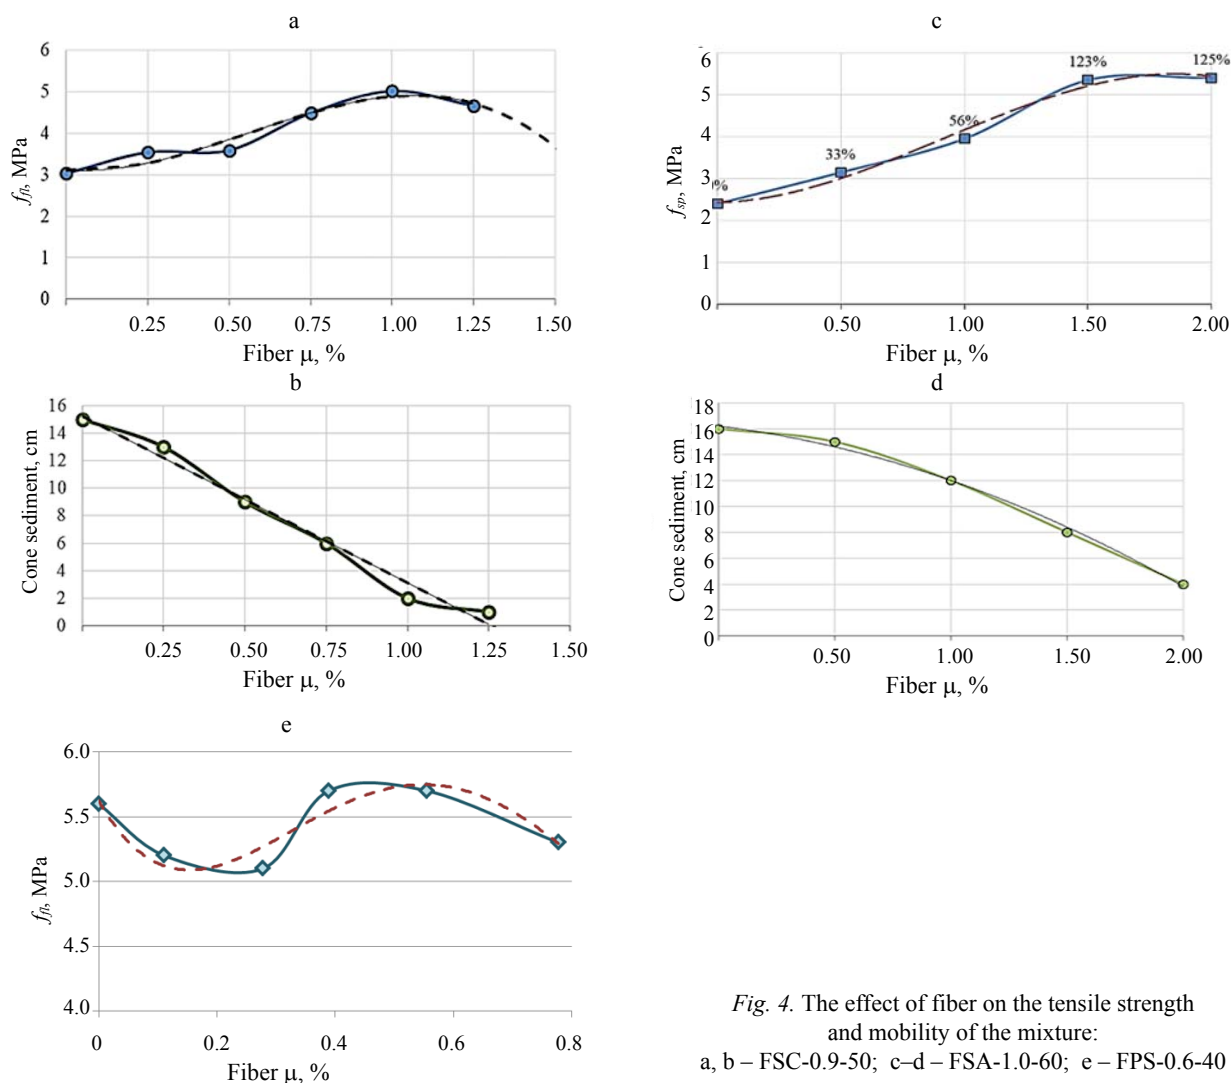 a
6
5
4
3
2
1
0
f_fl, MPa
0.25 0.50 0.75 1.00 1.25 1.50
Fiber μ, %
c
6
5
4
3
2
1
0
f_sp, MPa
%
33%
56%
123%
125%
0.50 1.00 1.50 2.00
Fiber μ, %
b
16
14
12
10
8
6
4
2
0
Cone sediment, cm
0.25 0.50 0.75 1.00 1.25 1.50
Fiber μ, %
d
18
16
14
12
10
8
6
4
2
0
Cone sediment, cm
0.50 1.00 1.50 2.00
Fiber μ, %
e
6.0
5.5
5.0
4.5
4.0
f_fl, MPa
0 0.2 0.4 0.6 0.8
Fiber μ, %
Fig. 4. The effect of fiber on the tensile strength
and mobility of the mixture:
a, b – FSC-0.9-50; c–d – FSA-1.0-60; e – FPS-0.6-40